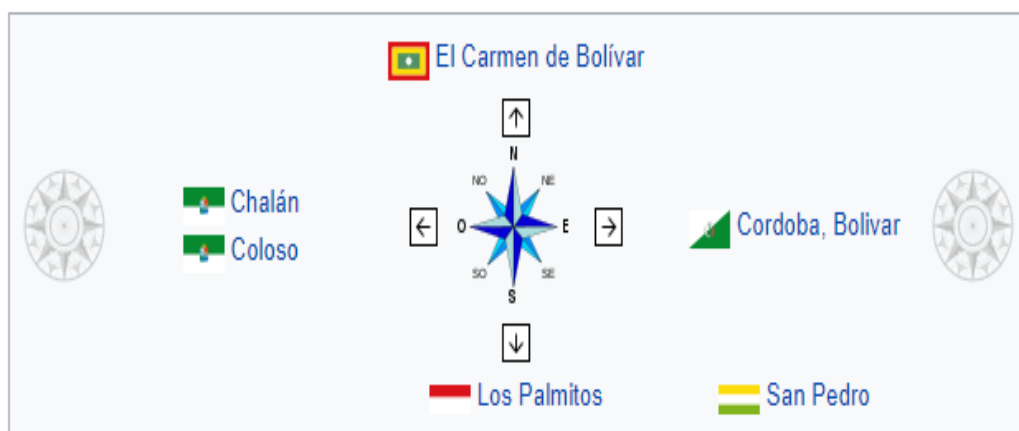 El Carmen de Bolívar
N
NO NE
Chalán
O E
Cordoba, Bolivar
Coloso
SO SE
S
Los Palmitos San Pedro